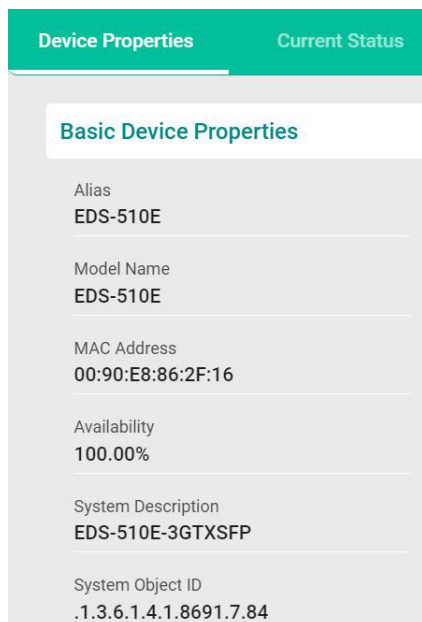 Device Properties Current Status
Basic Device Properties
Alias
EDS-510E
Model Name
EDS-510E
MAC Address
00:90:E8:86:2F:16
Availability
100.00%
System Description
EDS-510E-3GTXSFP
System Object ID
.1.3.6.1.4.1.8691.7.84